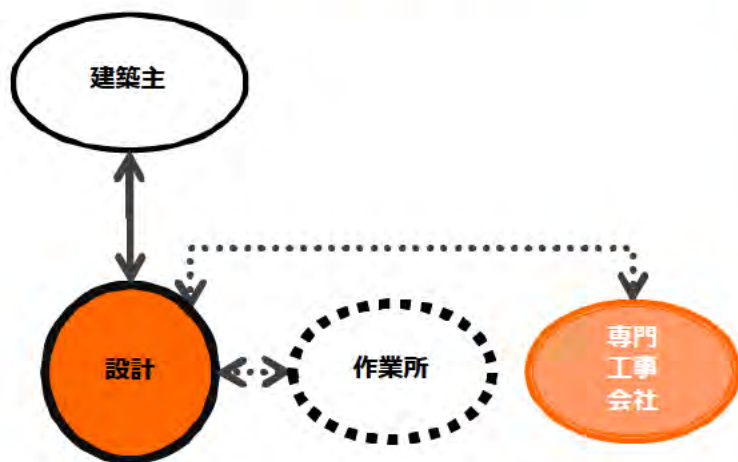 建築主
設計
作業所
専門
工事
会社